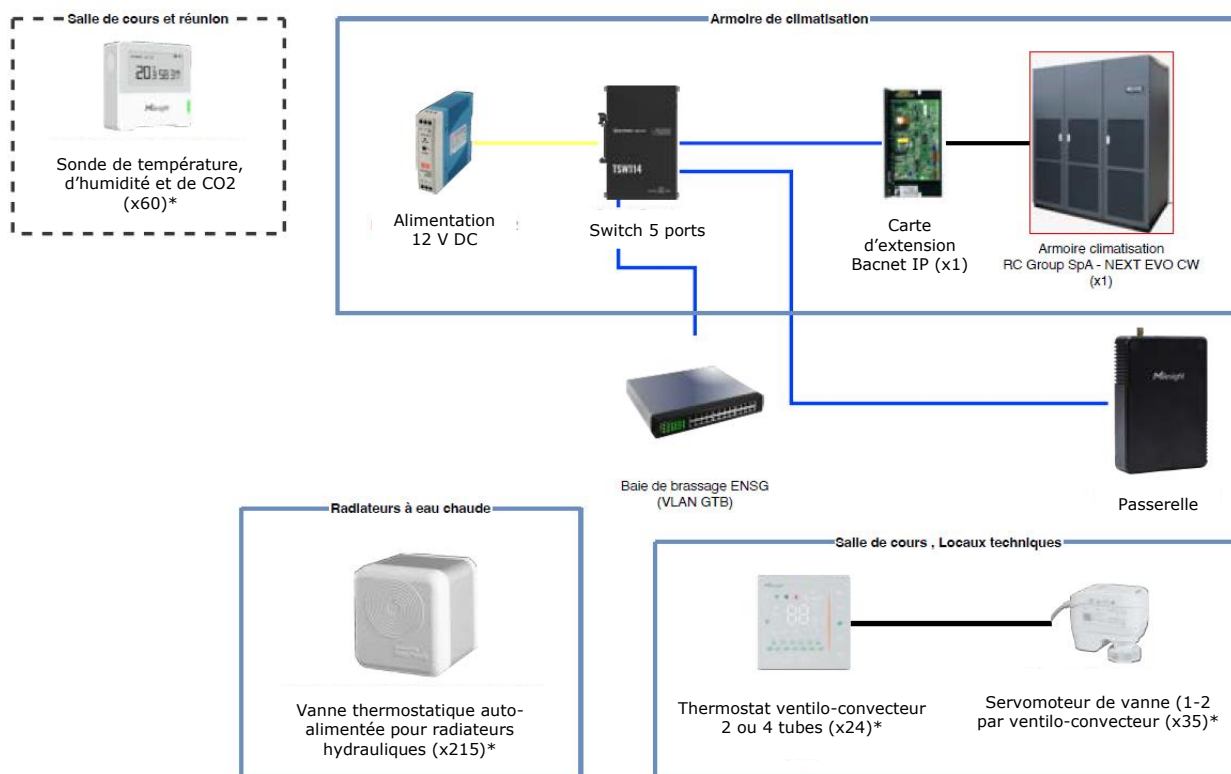 Salle de cours et réunion
Armoire de climatisation
Milesight
Sonde de température,
d'humidité et de CO2
(x60)*
TSW114
Alimentation
12 V DC
Switch 5 ports
Carte
d'extension
Bacnet IP (x1)
Armoire climatisation
RC Group SpA - NEXT EVO CW
(x1)
Milesight
Baie de brassage ENSG
(VLAN GTB)
Passerelle
Radiateurs à eau chaude
Salle de cours , Locaux techniques
Vanne thermostatique auto-
alimentée pour radiateurs
hydrauliques (x215)*
Thermostat ventilo-convecteur
2 ou 4 tubes (x24)*
Servomoteur de vanne (1-2
par ventilo-convecteur (x35)*